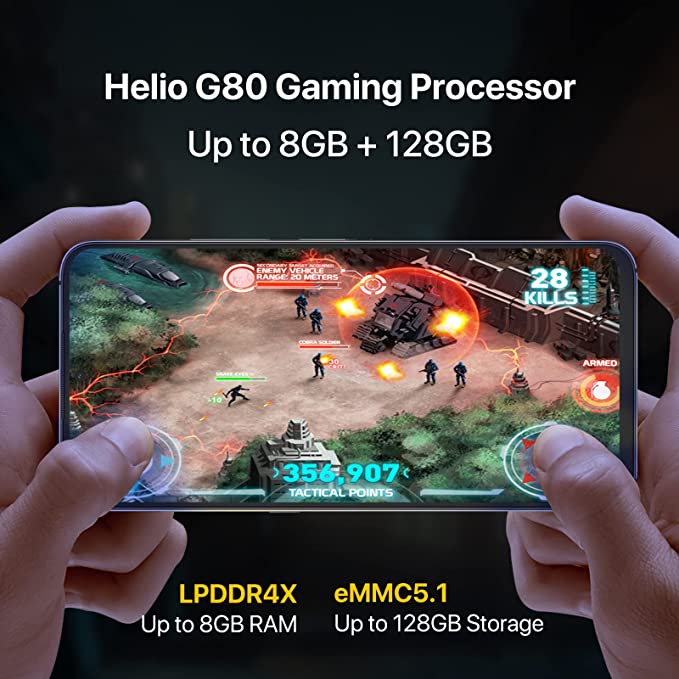 Helio G80 Gaming Processor
Up to 8GB + 128GB
SECONDARY TARGET ACQUIRED
ENEMY VEHICLE
RANGE: 20 METERS
28
KILLS
COBRA SOLDIER
ARMED
SNAKE EYES
+10
356,907
TACTICAL POINTS
LPDDR4X
Up to 8GB RAM
eMMC5.1
Up to 128GB Storage